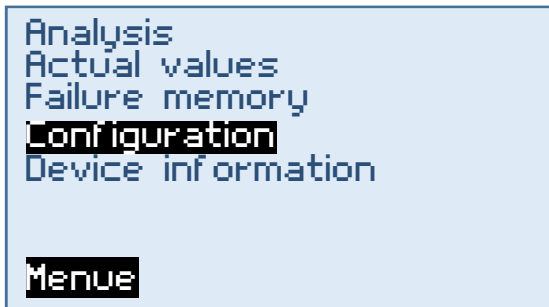 Analysis
Actual values
Failure memory
Configuration
Device information
Menue